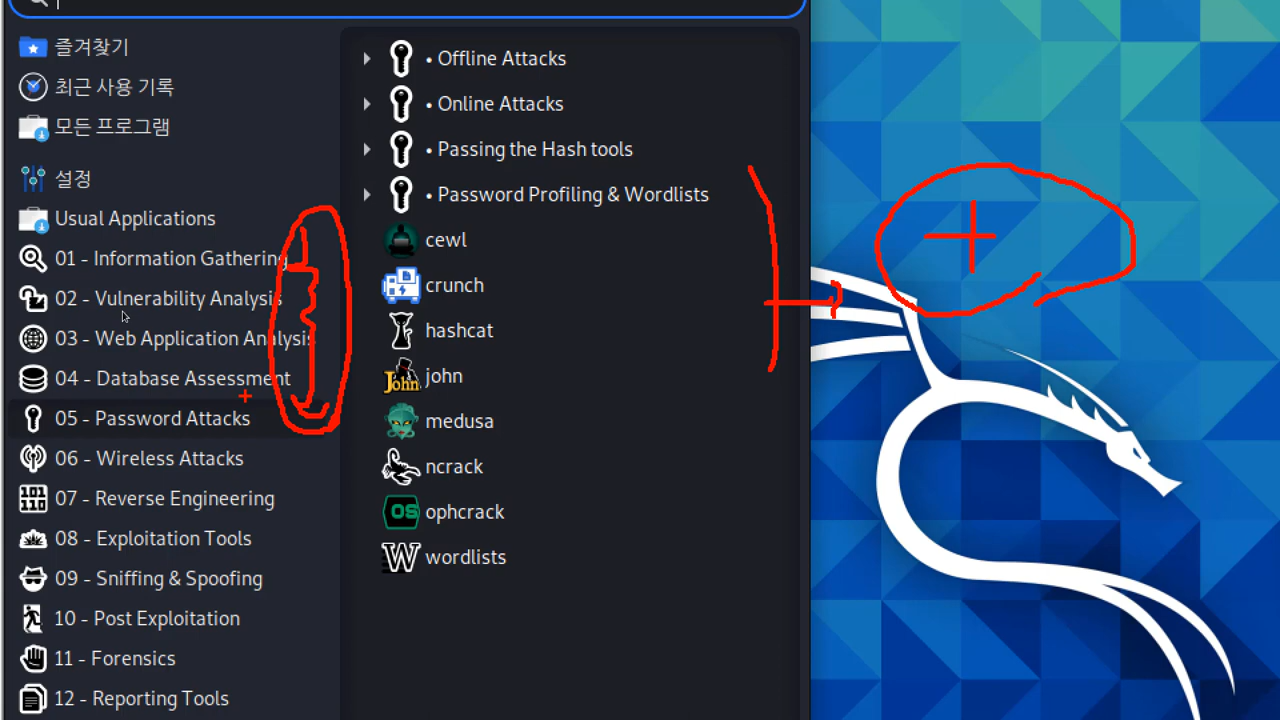 즐겨찾기
최근 사용 기록
모든 프로그램
설정
Usual Applications
01 - Information Gathering
02 - Vulnerability Analysis
03 - Web Application Analysis
04 - Database Assessment
05 - Password Attacks
06 - Wireless Attacks
07 - Reverse Engineering
08 - Exploitation Tools
09 - Sniffing & Spoofing
10 - Post Exploitation
11 - Forensics
12 - Reporting Tools
• Offline Attacks
• Online Attacks
• Passing the Hash tools
• Password Profiling & Wordlists
cewl
crunch
hashcat
john
medusa
ncrack
ophcrack
wordlists